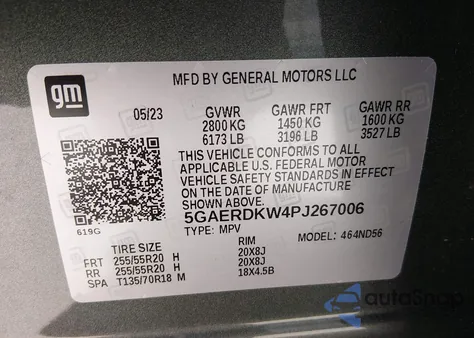 gm
MFD BY GENERAL MOTORS LLC
05/23 GVWR GAWR FRT GAWR RR
2800 KG 1450 KG 1600 KG
6173 LB 3196 LB 3527 LB
THIS VEHICLE CONFORMS TO ALL
APPLICABLE U.S. FEDERAL MOTOR
VEHICLE SAFETY STANDARDS IN EFFECT
ON THE DATE OF MANUFACTURE
SHOWN ABOVE
5GAERDKW4PJ267006
619G TYPE: MPV MODEL: 464ND56
TIRE SIZE RIM
FRT 255/55R20 H 20X8J
RR 255/55R20 H 20X8J
SPA T135/70R18 M 18X4.5B
autoSnap